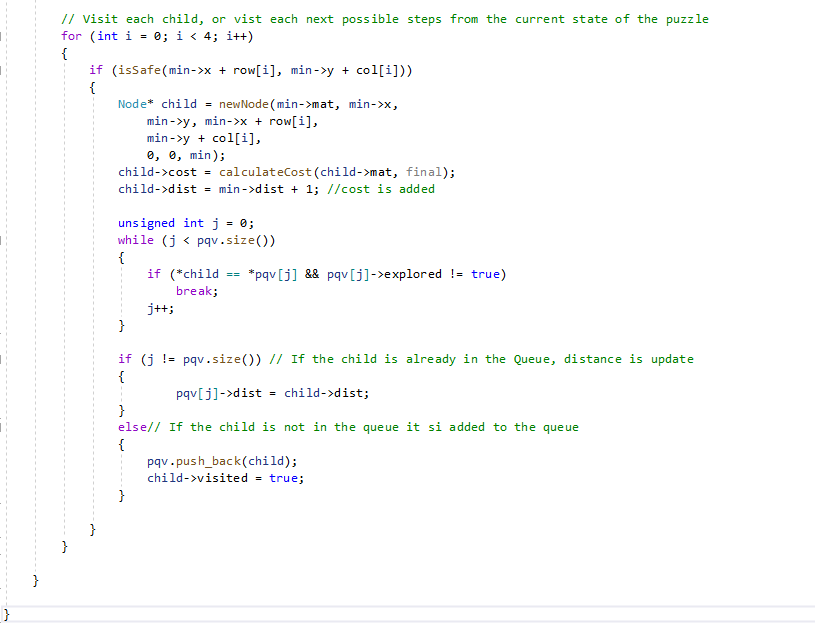 // Visit each child, or vist each next possible steps from the current state of the puzzle
for (int i = 0; i < 4; i++)
{
if (isSafe(min->x + row[i], min->y + col[i]))
{
Node* child = newNode(min->mat, min->x,
min->y, min->x + row[i],
min->y + col[i],
0, 0, min);
child->cost = calculateCost(child->mat, final);
child->dist = min->dist + 1; //cost is added
unsigned int j = 0;
while (j < pqv.size())
{
if (*child == *pqv[j] && pqv[j]->explored != true)
break;
j++;
}
if (j != pqv.size()) // If the child is already in the Queue, distance is update
{
pqv[j]->dist = child->dist;
}
else// If the child is not in the queue it si added to the queue
{
pqv.push_back(child);
child->visited = true;
}
}
}
}
}